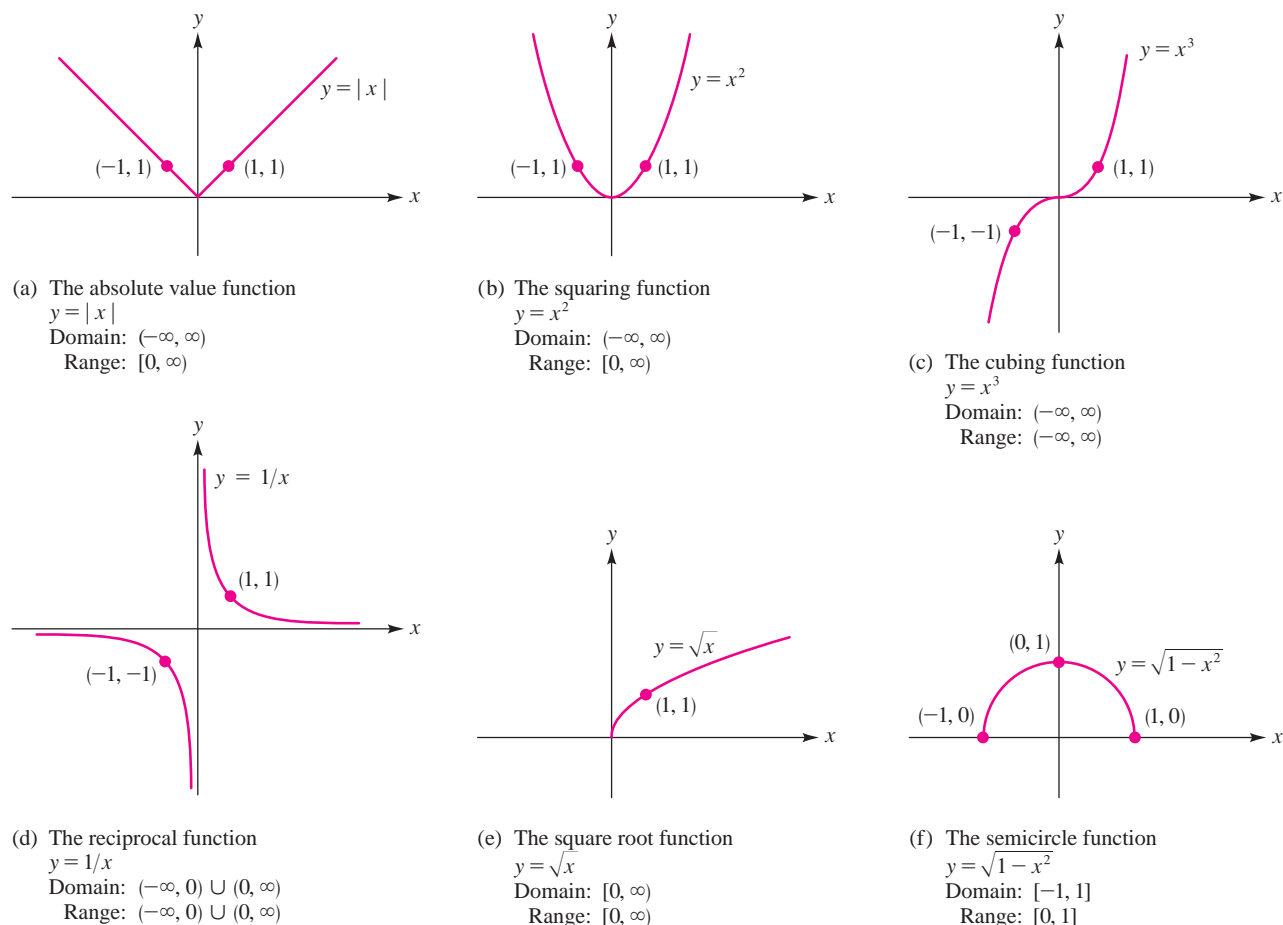 y
y = | x |
(−1, 1)
(1, 1)
x
(a) The absolute value function
y = | x |
Domain: (−∞, ∞)
Range: [0, ∞)
y
y = x²
(−1, 1)
(1, 1)
x
(b) The squaring function
y = x²
Domain: (−∞, ∞)
Range: [0, ∞)
y
y = x³
(1, 1)
x
(−1, −1)
(c) The cubing function
y = x³
Domain: (−∞, ∞)
Range: (−∞, ∞)
y
y = 1/x
(1, 1)
x
(−1, −1)
(d) The reciprocal function
y = 1/x
Domain: (−∞, 0) ∪ (0, ∞)
Range: (−∞, 0) ∪ (0, ∞)
y
y = √x
(1, 1)
x
(e) The square root function
y = √x
Domain: [0, ∞)
Range: [0, ∞)
y
(0, 1)
y = √(1 − x²)
(−1, 0)
(1, 0)
x
(f) The semicircle function
y = √(1 − x²)
Domain: [−1, 1]
Range: [0, 1]